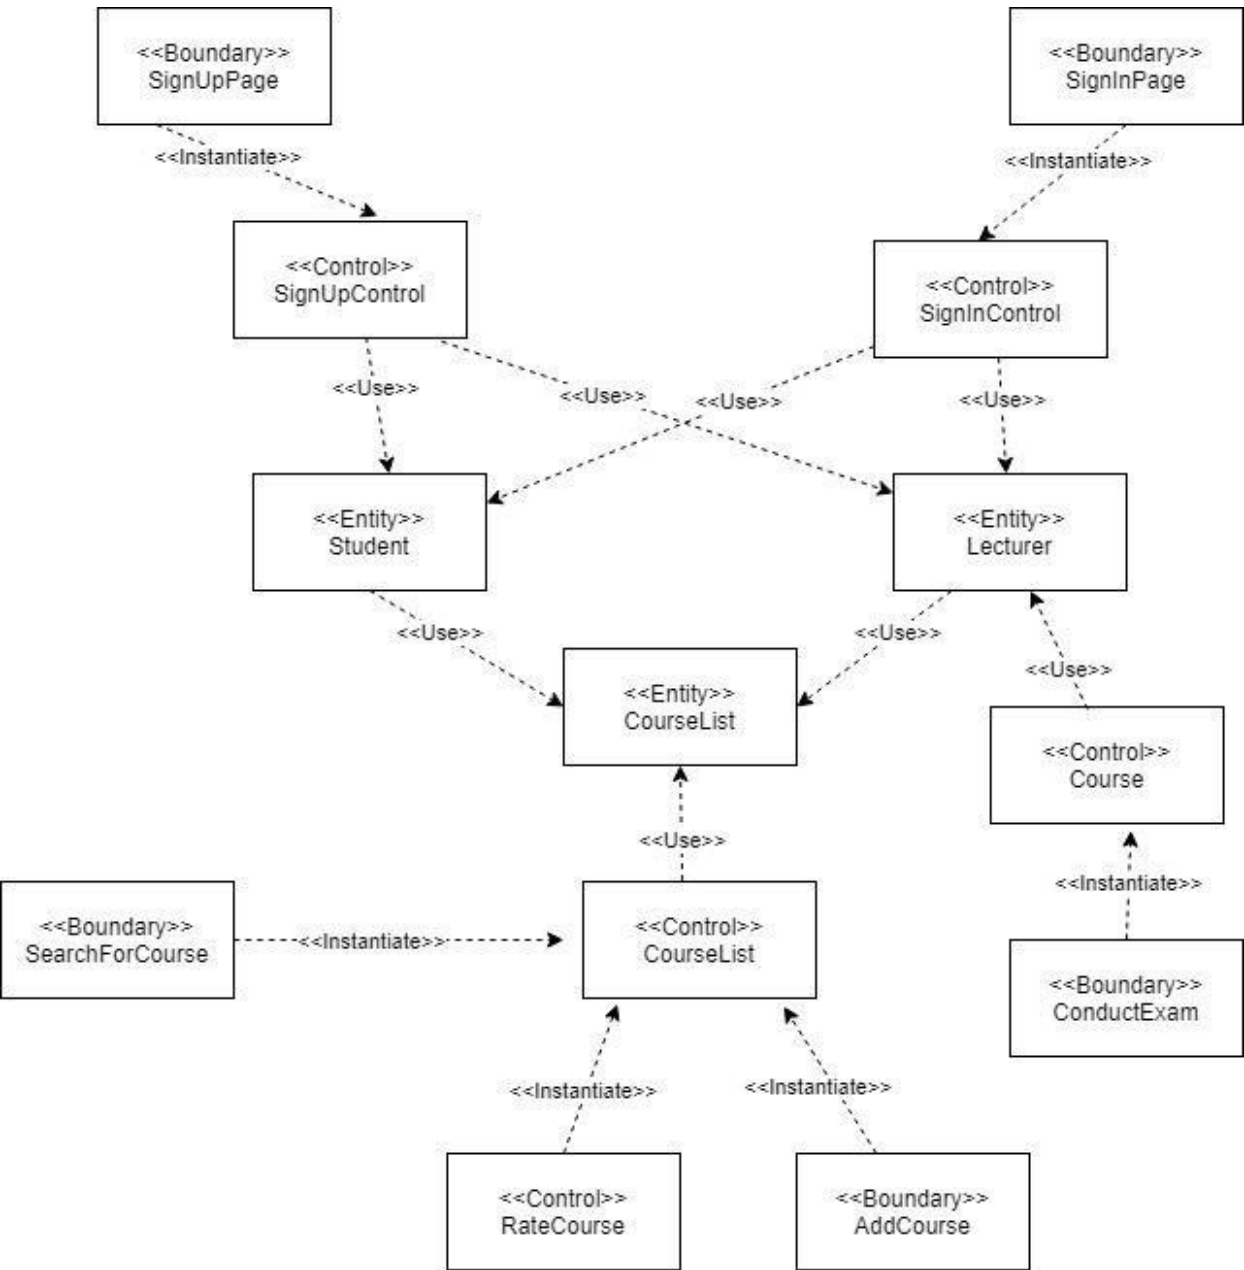 <<Boundary>>
SignUpPage
<<Boundary>>
SignInPage
<<Instantiate>>
<<Instantiate>>
<<Control>>
SignUpControl
<<Control>>
SignInControl
<<Use>>
<<Use>>
<<Use>>
<<Use>>
<<Entity>>
Student
<<Entity>>
Lecturer
<<Use>>
<<Use>>
<<Use>>
<<Entity>>
CourseList
<<Control>>
Course
<<Use>>
<<Instantiate>>
<<Boundary>>
SearchForCourse
<<Instantiate>>
<<Control>>
CourseList
<<Boundary>>
ConductExam
<<Instantiate>>
<<Instantiate>>
<<Control>>
RateCourse
<<Boundary>>
AddCourse